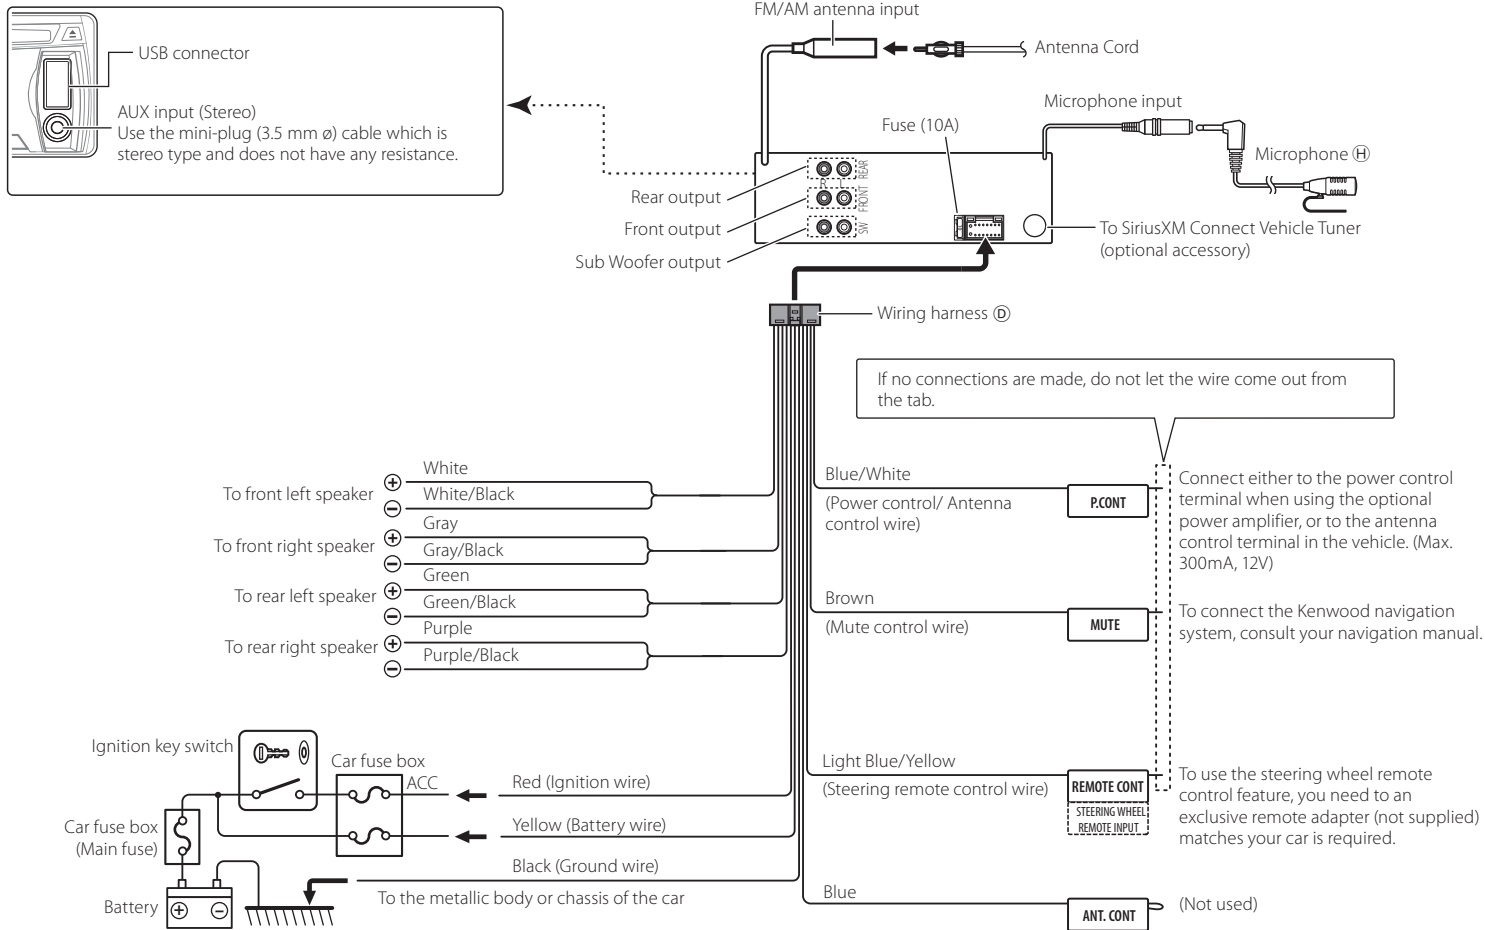 FM/AM antenna input
Antenna Cord
USB connector
AUX input (Stereo)
Use the mini-plug (3.5 mm ø) cable which is
stereo type and does not have any resistance.
Microphone input
Fuse (10A)
Microphone Ⓗ
REAR
R L
FRONT
SW
Rear output
Front output
Sub Woofer output
To SiriusXM Connect Vehicle Tuner
(optional accessory)
Wiring harness Ⓓ
If no connections are made, do not let the wire come out from
the tab.
To front left speaker
⊕
White
White/Black
⊖
To front right speaker
⊕
Gray
Gray/Black
⊖
To rear left speaker
⊕
Green
Green/Black
⊖
To rear right speaker
⊕
Purple
Purple/Black
⊖
Blue/White
(Power control/ Antenna
control wire)
P.CONT
Connect either to the power control
terminal when using the optional
power amplifier, or to the antenna
control terminal in the vehicle. (Max.
300mA, 12V)
Brown
(Mute control wire)
MUTE
To connect the Kenwood navigation
system, consult your navigation manual.
Light Blue/Yellow
(Steering remote control wire)
REMOTE CONT
STEERING WHEEL
REMOTE INPUT
To use the steering wheel remote
control feature, you need to an
exclusive remote adapter (not supplied)
matches your car is required.
Blue
ANT. CONT
(Not used)
Ignition key switch
Car fuse box
ACC
Red (Ignition wire)
Yellow (Battery wire)
Car fuse box
(Main fuse)
Black (Ground wire)
To the metallic body or chassis of the car
Battery
⊕ ⊖